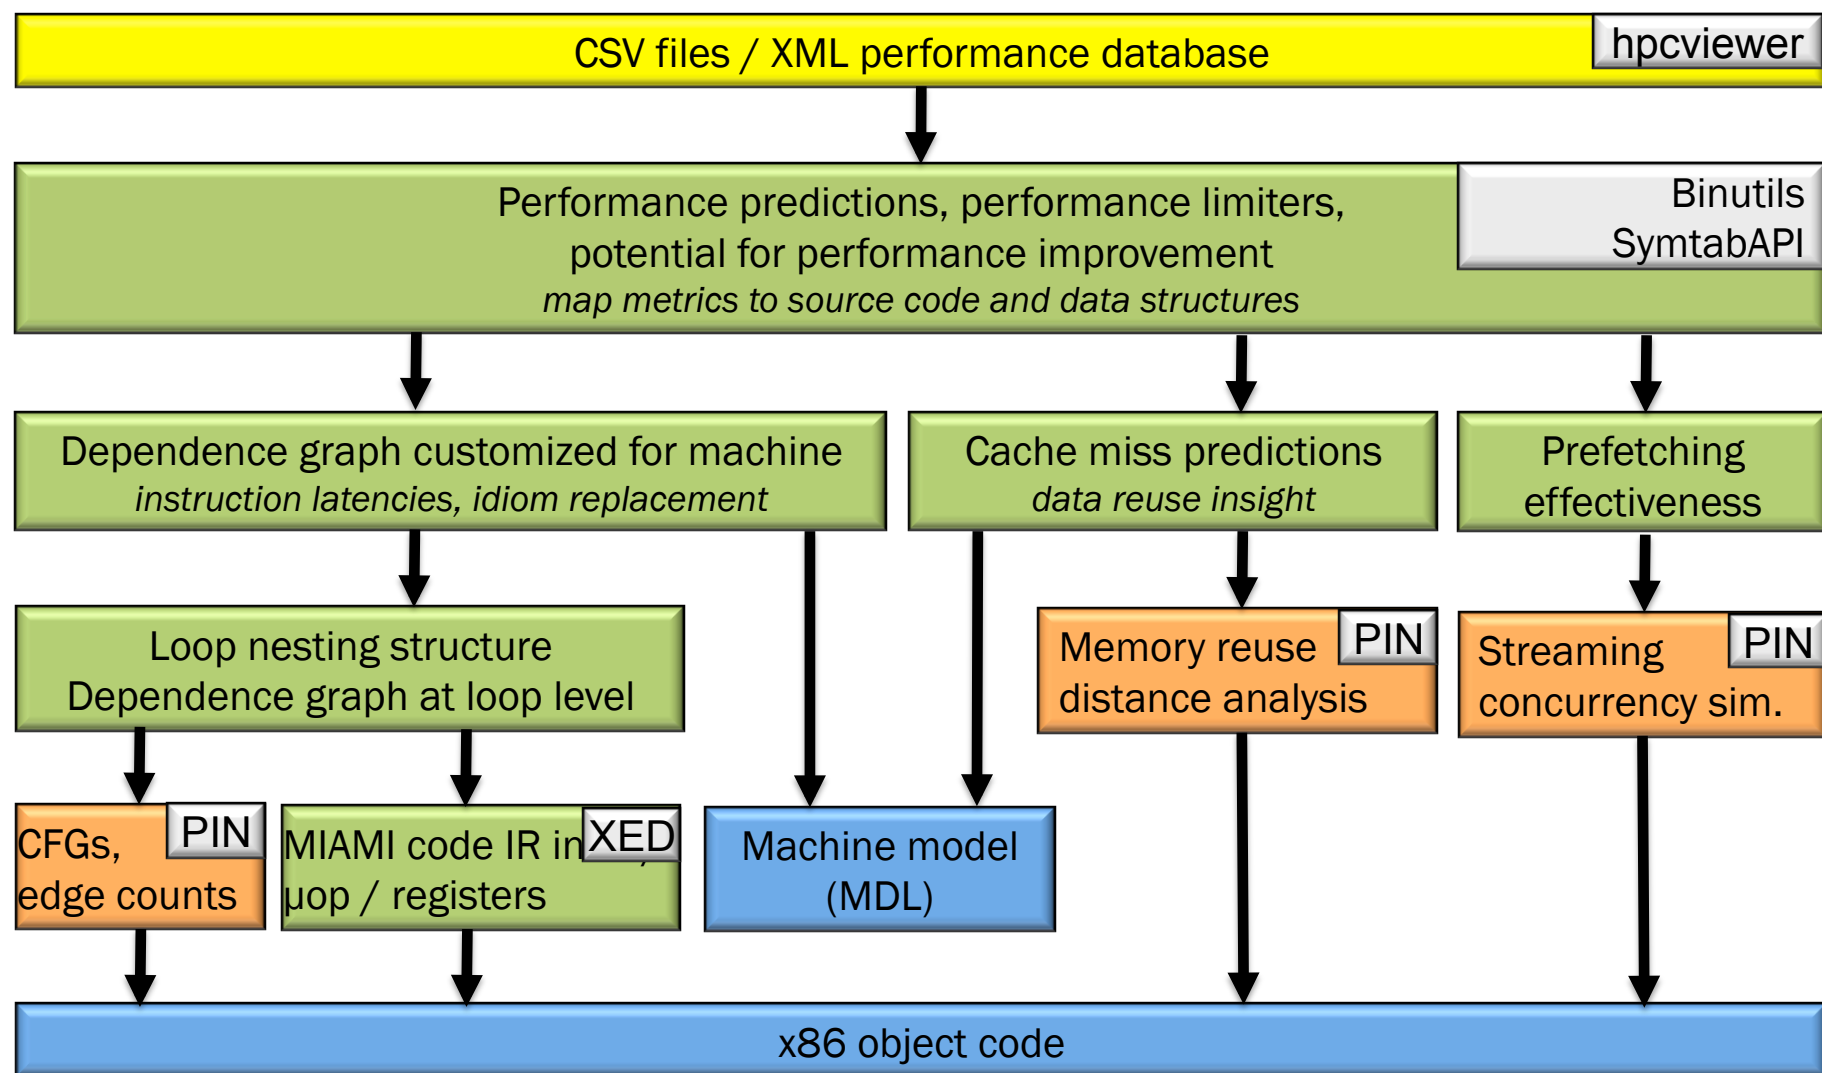 CSV files / XML performance database
hpcviewer
Performance predictions, performance limiters,
potential for performance improvement
map metrics to source code and data structures
Binutils
SymtabAPI
Dependence graph customized for machine
instruction latencies, idiom replacement
Cache miss predictions
data reuse insight
Prefetching
effectiveness
Loop nesting structure
Dependence graph at loop level
Memory reuse
distance analysis
PIN
Streaming
concurrency sim.
PIN
CFGs,
edge counts
PIN
MIAMI code IR in
μop / registers
XED
Machine model
(MDL)
x86 object code